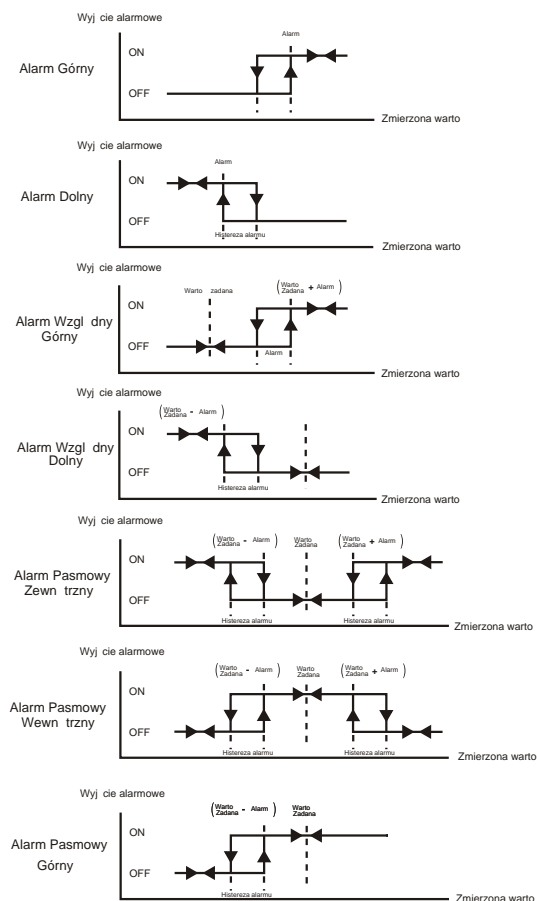 Wyj cie alarmowe
Alarm
ON
Alarm Górny
OFF
Zmierzona warto
Wyj cie alarmowe
Alarm
ON
Alarm Dolny
OFF
Histereza alarmu
Zmierzona warto
Wyj cie alarmowe
Warto zadana
(Warto Zadana + Alarm)
ON
Alarm Wzgl dny
Górny
OFF
Alarm
Zmierzona warto
Wyj cie alarmowe
(Warto Zadana - Alarm)
ON
Alarm Wzgl dny
Dolny
OFF
Histereza alarmu
Zmierzona warto
Wyj cie alarmowe
(Warto Zadana - Alarm) Warto Zadana (Warto Zadana + Alarm)
ON
Alarm Pasmowy
Zewn trzny
OFF
Histereza alarmu Histereza alarmu
Zmierzona warto
Wyj cie alarmowe
(Warto Zadana - Alarm) Warto Zadana (Warto Zadana + Alarm)
ON
Alarm Pasmowy
Wewn trzny
OFF
Histereza alarmu Histereza alarmu
Zmierzona warto
Wyj cie alarmowe
(Warto Zadana - Alarm) Warto Zadana
ON
Alarm Pasmowy
Górny
OFF
Histereza alarmu
Zmierzona warto